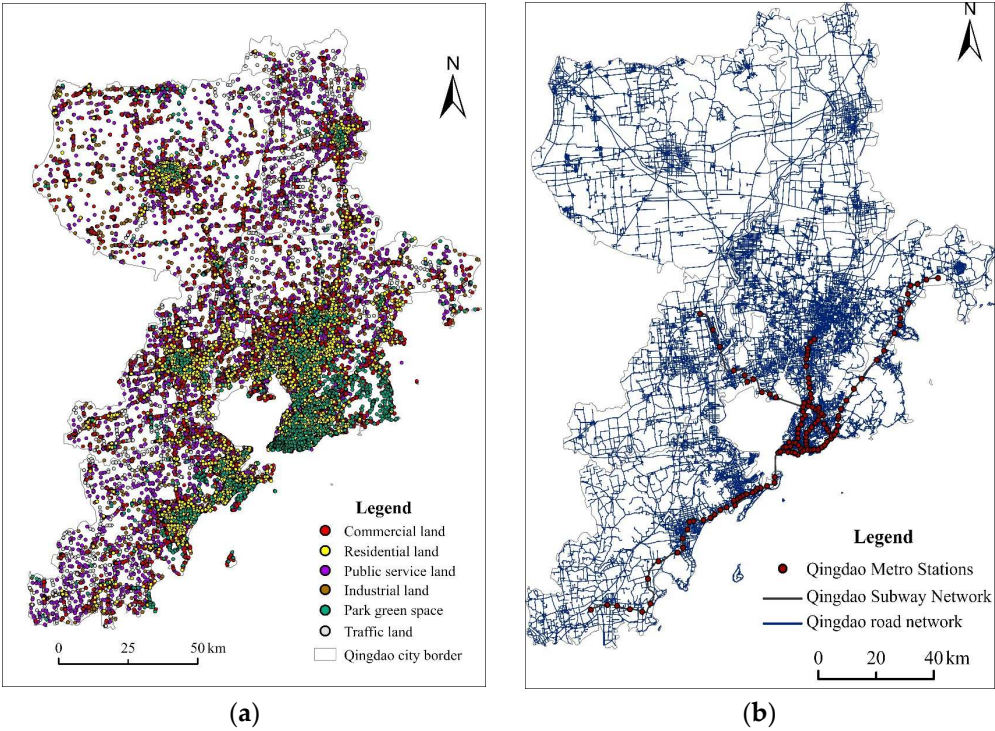 N
Legend
Commercial land
Residential land
Public service land
Industrial land
Park green space
Traffic land
Qingdao city border
0 25 50 km
(a)
N
Legend
Qingdao Metro Stations
Qingdao Subway Network
Qingdao road network
0 20 40 km
(b)